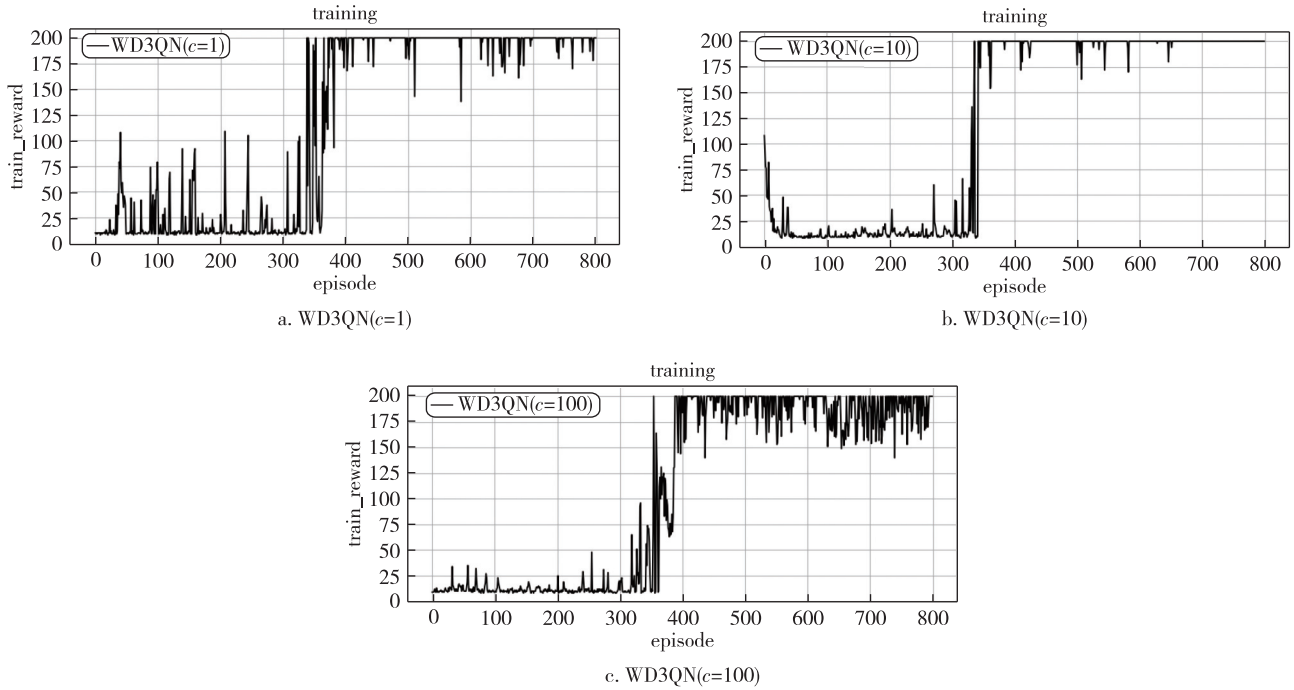 training
WD3QN(c=1)
200
175
150
125
100
75
50
25
0
train_reward
0 100 200 300 400 500 600 700 800
episode
a. WD3QN(c=1)
training
WD3QN(c=10)
200
175
150
125
100
75
50
25
0
train_reward
0 100 200 300 400 500 600 700 800
episode
b. WD3QN(c=10)
training
WD3QN(c=100)
200
175
150
125
100
75
50
25
0
train_reward
0 100 200 300 400 500 600 700 800
episode
c. WD3QN(c=100)